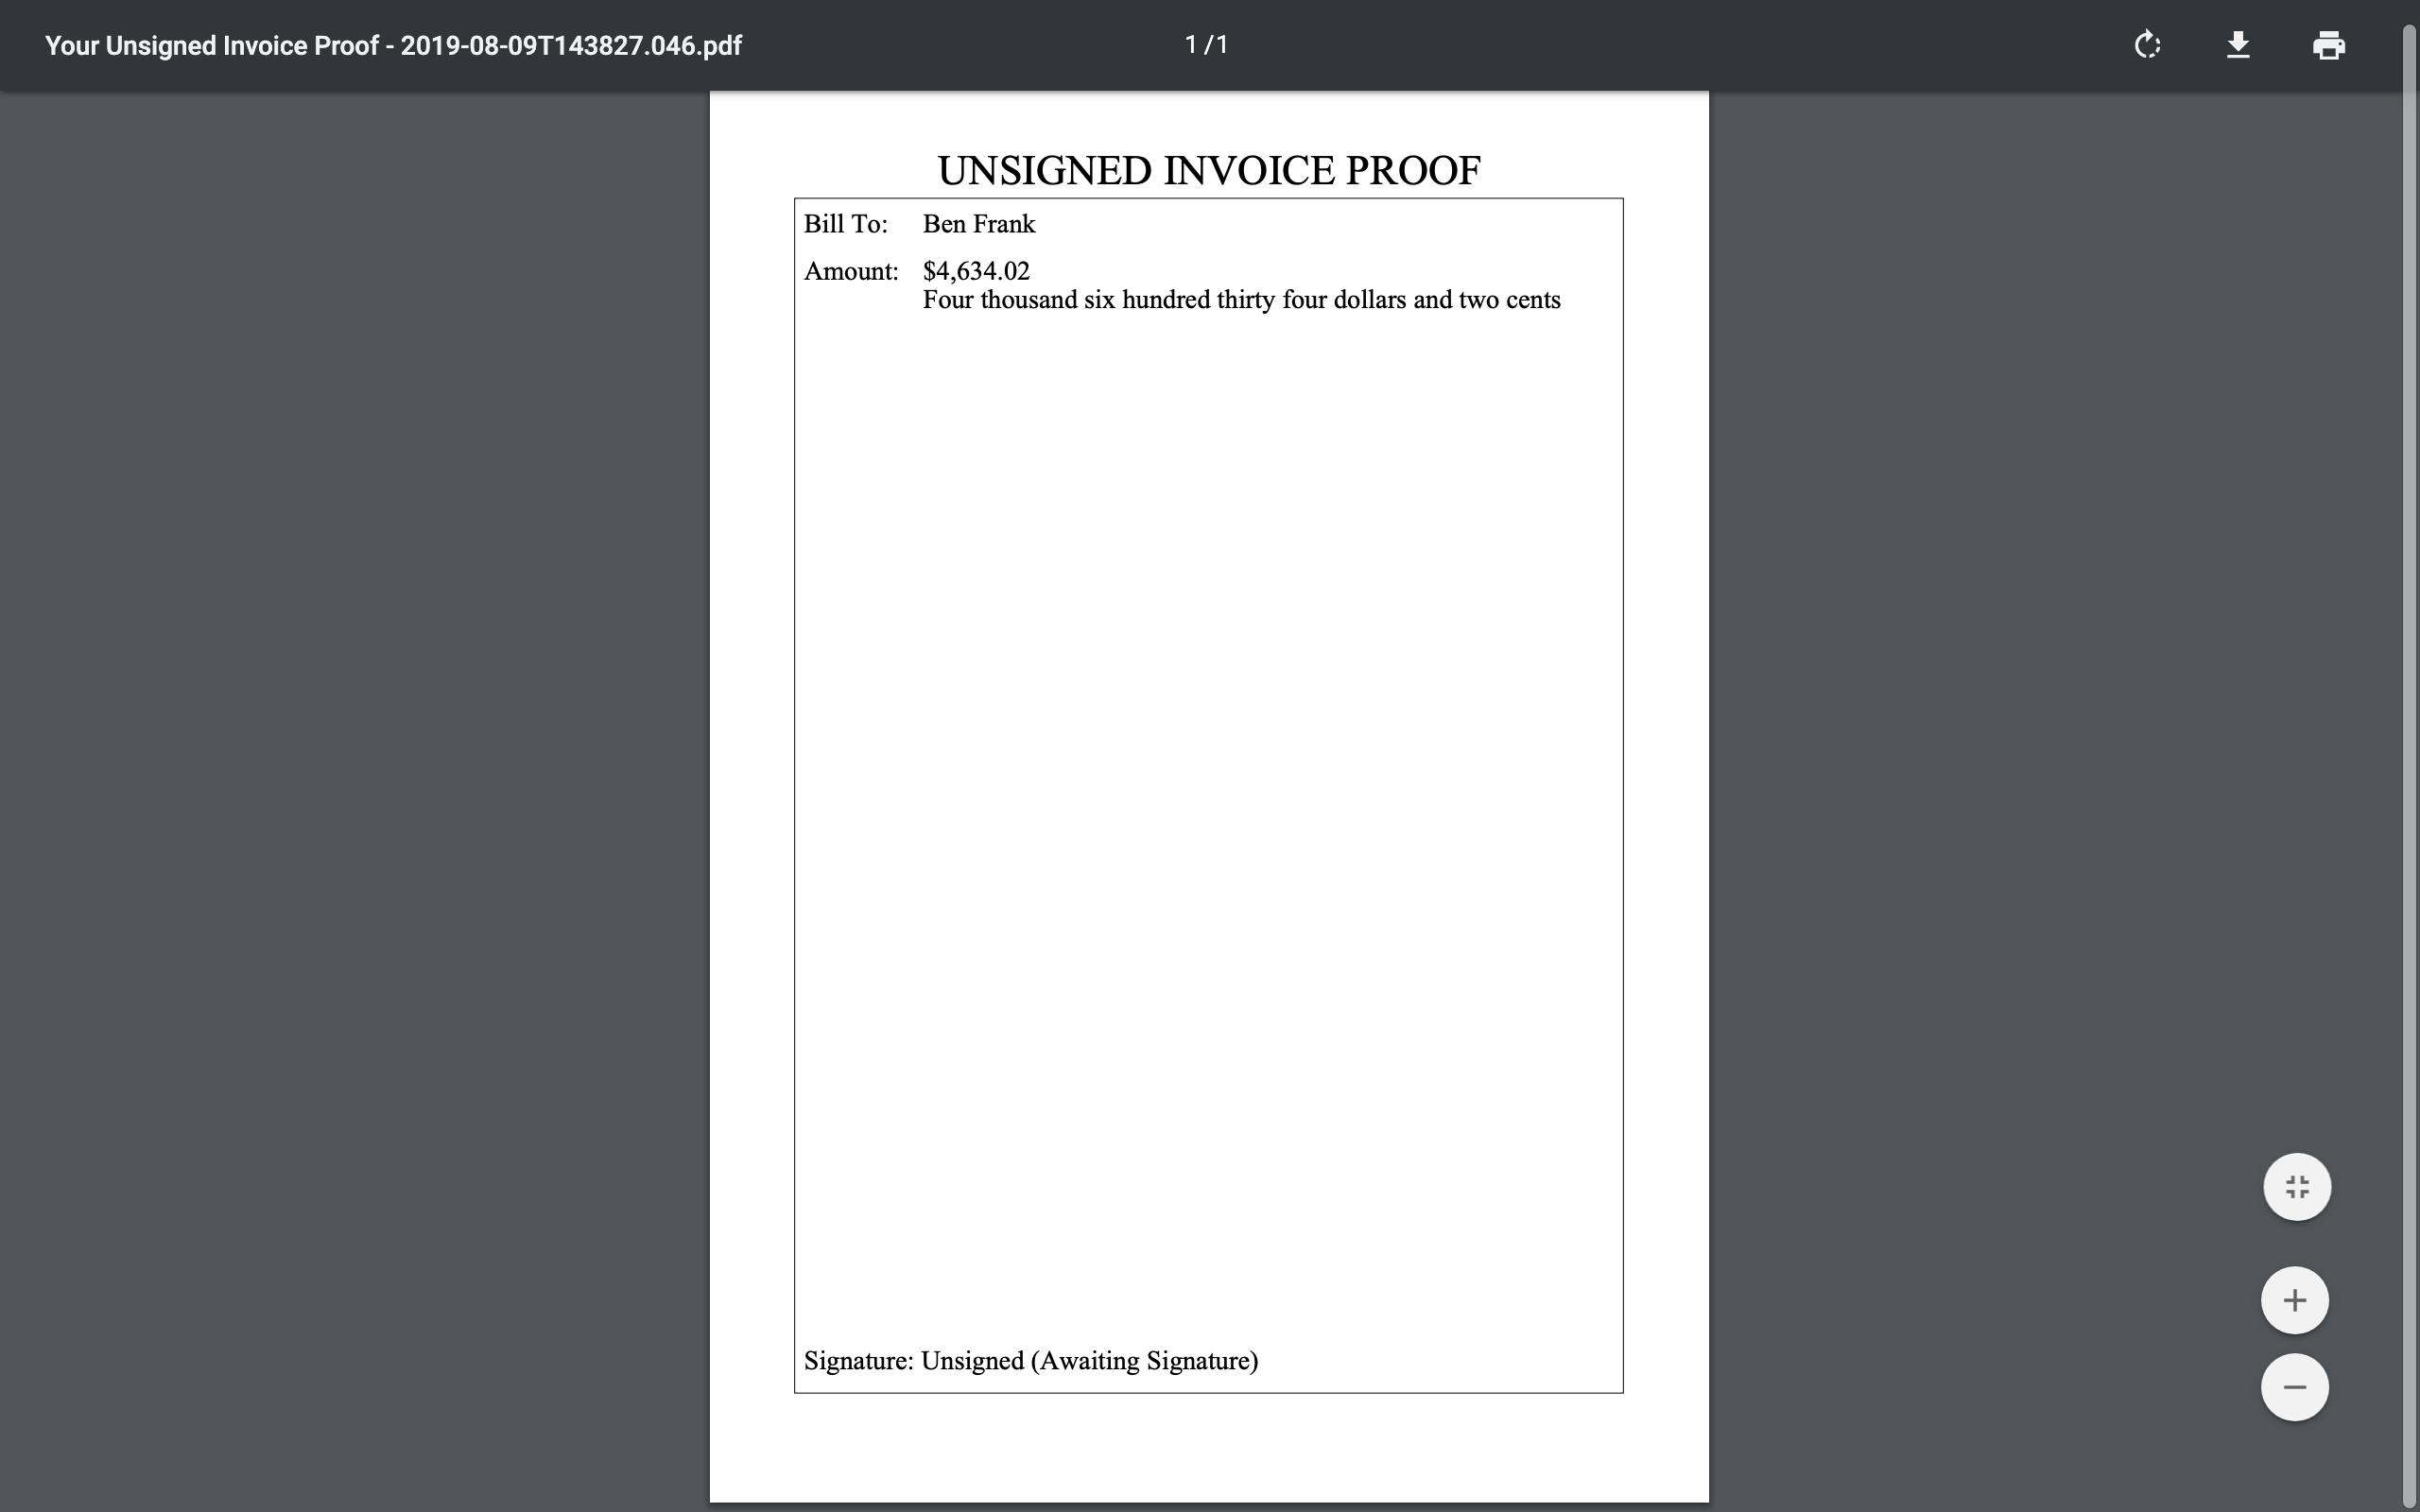 Your Unsigned Invoice Proof - 2019-08-09T143827.046.pdf
1 / 1
UNSIGNED INVOICE PROOF
Bill To: Ben Frank
Amount: $4,634.02
Four thousand six hundred thirty four dollars and two cents
Signature: Unsigned (Awaiting Signature)